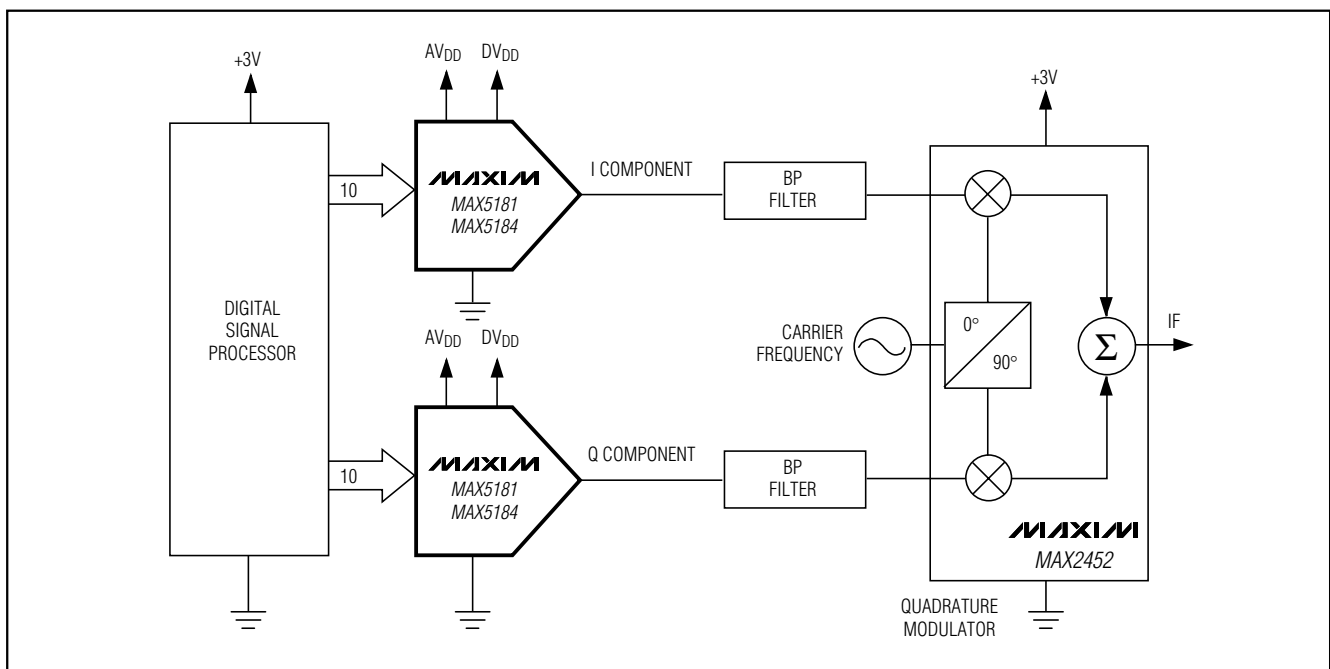 +3V
AVDD
DVDD
+3V
10
MAXIM
MAX5181
MAX5184
I COMPONENT
BP
FILTER
DIGITAL
SIGNAL
PROCESSOR
CARRIER
FREQUENCY
0°
90°
Σ
IF
AVDD
DVDD
10
MAXIM
MAX5181
MAX5184
Q COMPONENT
BP
FILTER
MAXIM
MAX2452
QUADRATURE
MODULATOR